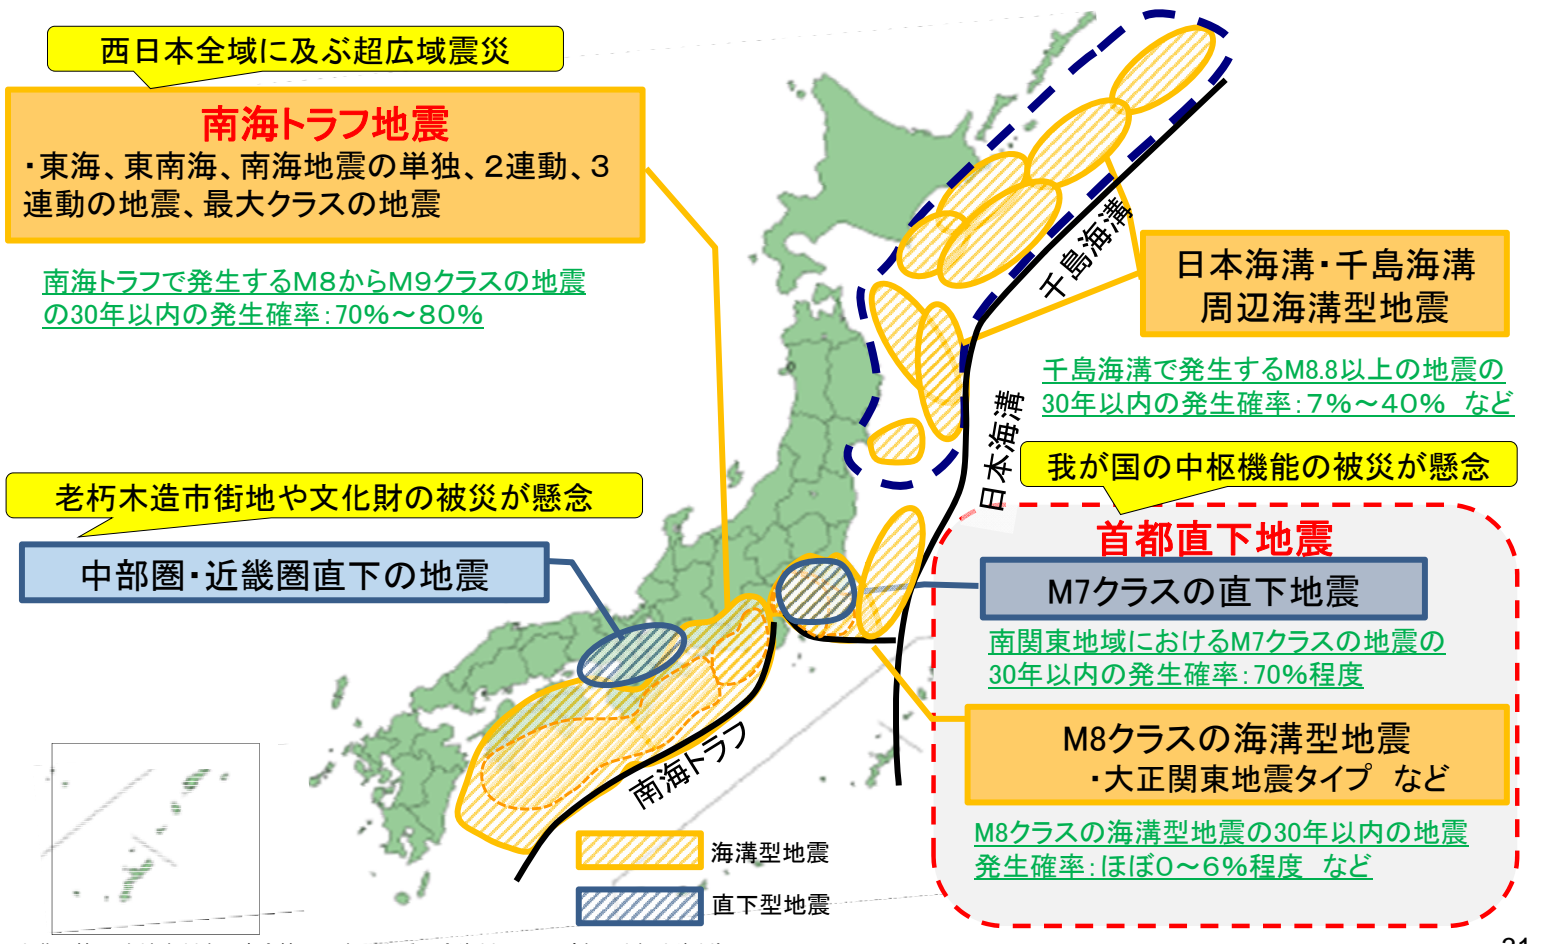 西日本全域に及ぶ超広域震災
南海トラフ地震
・東海、東南海、南海地震の単独、２連動、３
連動の地震、最大クラスの地震
南海トラフで発生するＭ８からＭ９クラスの地震
の30年以内の発生確率：70％～８０％
千島海溝
日本海溝・千島海溝
周辺海溝型地震
千島海溝で発生するM8.8以上の地震の
30年以内の発生確率：７％～４０％　など
日本海溝
我が国の中枢機能の被災が懸念
首都直下地震
M7クラスの直下地震
南関東地域におけるM7クラスの地震の
30年以内の発生確率：70％程度
M8クラスの海溝型地震
・大正関東地震タイプ　など
M8クラスの海溝型地震の30年以内の地震
発生確率：ほぼ０～６％程度　など
老朽木造市街地や文化財の被災が懸念
中部圏・近畿圏直下の地震
南海トラフ
海溝型地震
直下型地震